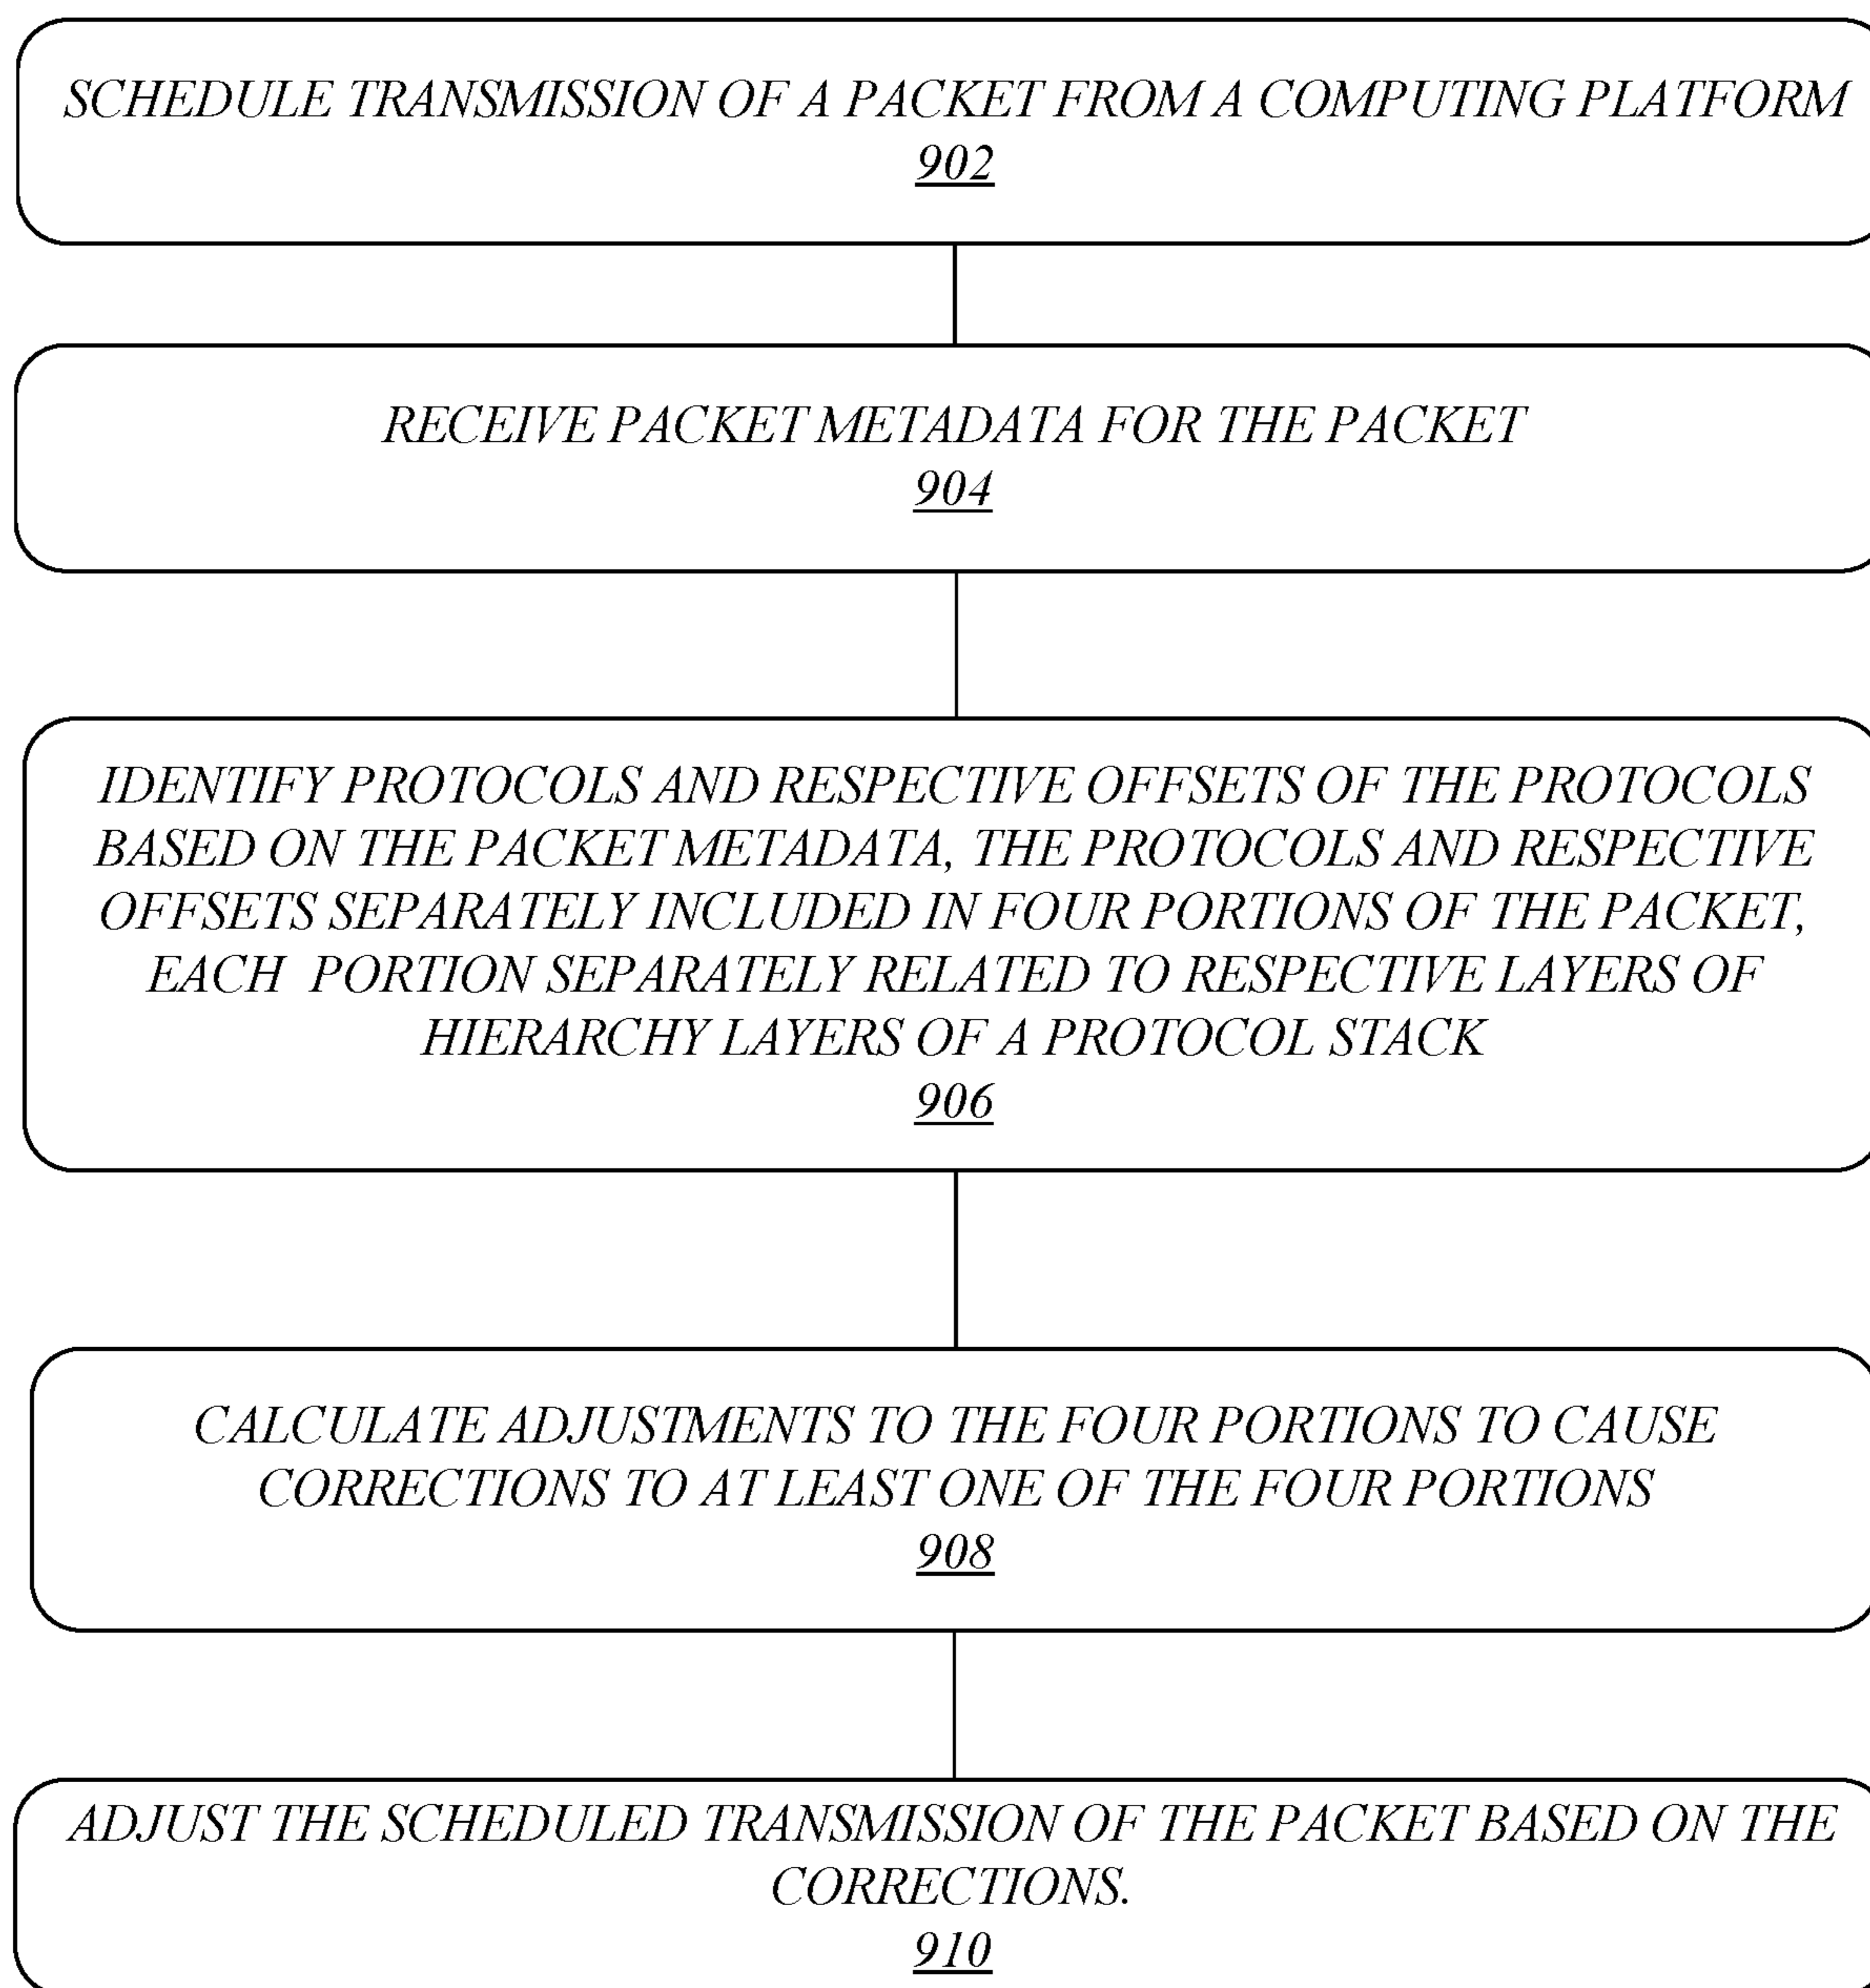 SCHEDULE TRANSMISSION OF A PACKET FROM A COMPUTING PLATFORM
902
RECEIVE PACKET METADATA FOR THE PACKET
904
IDENTIFY PROTOCOLS AND RESPECTIVE OFFSETS OF THE PROTOCOLS
BASED ON THE PACKET METADATA, THE PROTOCOLS AND RESPECTIVE
OFFSETS SEPARATELY INCLUDED IN FOUR PORTIONS OF THE PACKET,
EACH PORTION SEPARATELY RELATED TO RESPECTIVE LAYERS OF
HIERARCHY LAYERS OF A PROTOCOL STACK
906
CALCULATE ADJUSTMENTS TO THE FOUR PORTIONS TO CAUSE
CORRECTIONS TO AT LEAST ONE OF THE FOUR PORTIONS
908
ADJUST THE SCHEDULED TRANSMISSION OF THE PACKET BASED ON THE
CORRECTIONS.
910